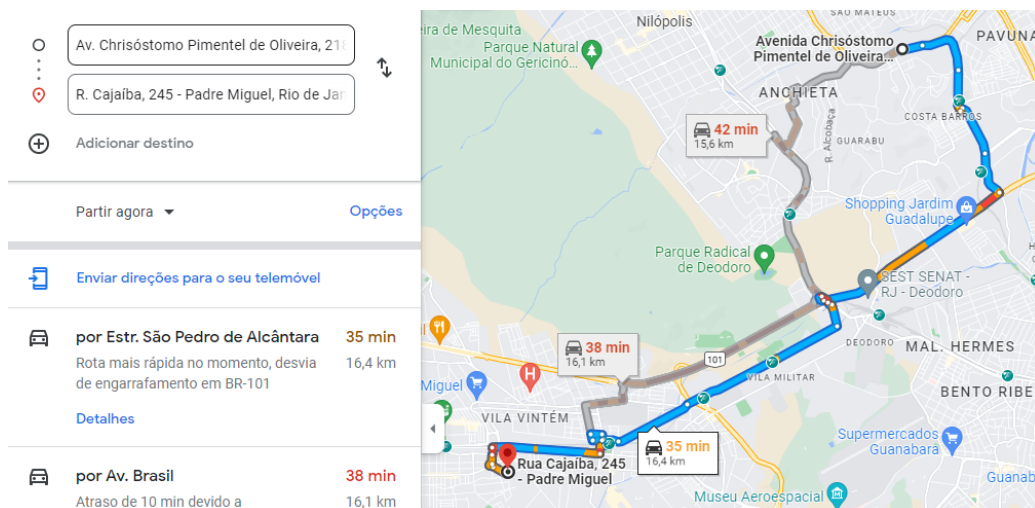 Av. Chrisóstomo Pimentel de Oliveira, 218
R. Cajaíba, 245 - Padre Miguel, Rio de Jan
Adicionar destino
Partir agora
Opções
Enviar direções para o seu telemóvel
por Estr. São Pedro de Alcântara 35 min
Rota mais rápida no momento, desvia 16,4 km
de engarrafamento em BR-101
Detalhes
por Av. Brasil 38 min
Atraso de 10 min devido a 16,1 km
SÃO MATEUS
Nilópolis
ira de Mesquita
Parque Natural
Municipal do Gericinó...
Avenida Chrisóstomo
Pimentel de Oliveira...
PAVUNA
ANCHIETA
COSTA BARROS
42 min
15,6 km
R. Alcobaça
GUARABU
Shopping Jardim
Guadalupe
Parque Radical
de Deodoro
SEST SENAT -
RJ - Deodoro
DEODORO
MAL. HERMES
38 min
16,1 km
101
VILA MILITAR
BENTO RIBE
Miguel
H
VILA VINTÉM
35 min
16,4 km
Supermercados
Guanabara
Rua Cajaíba, 245
- Padre Miguel
Guanab
Museu Aeroespacial